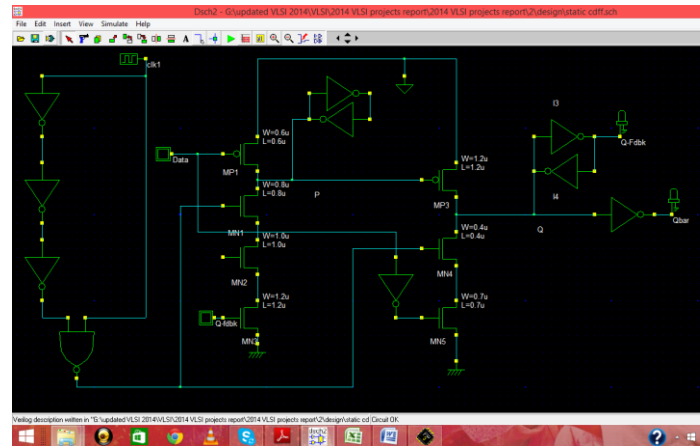 Dsch2 - G:\updated VLSI 2014\VLSI\2014 VLSI projects report\2014 VLSI projects report\2\design\static cdff.sch
File Edit Insert View Simulate Help
clk1
W=0.6u
L=0.6u
Data
MP1
W=0.8u
L=0.8u
MN1
W=1.0u
L=1.0u
MN2
W=1.2u
L=1.2u
Q-fdbk
MN3
P
W=1.2u
L=1.2u
MP3
W=0.4u
L=0.4u
MN4
W=0.7u
L=0.7u
MN5
I3
Q-Fdbk
I4
Q
Qbar
Verilog description written in "G:\updated VLSI 2014\VLSI\2014 VLSI projects report\2014 VLSI projects report\2\design\static cd Circuit OK